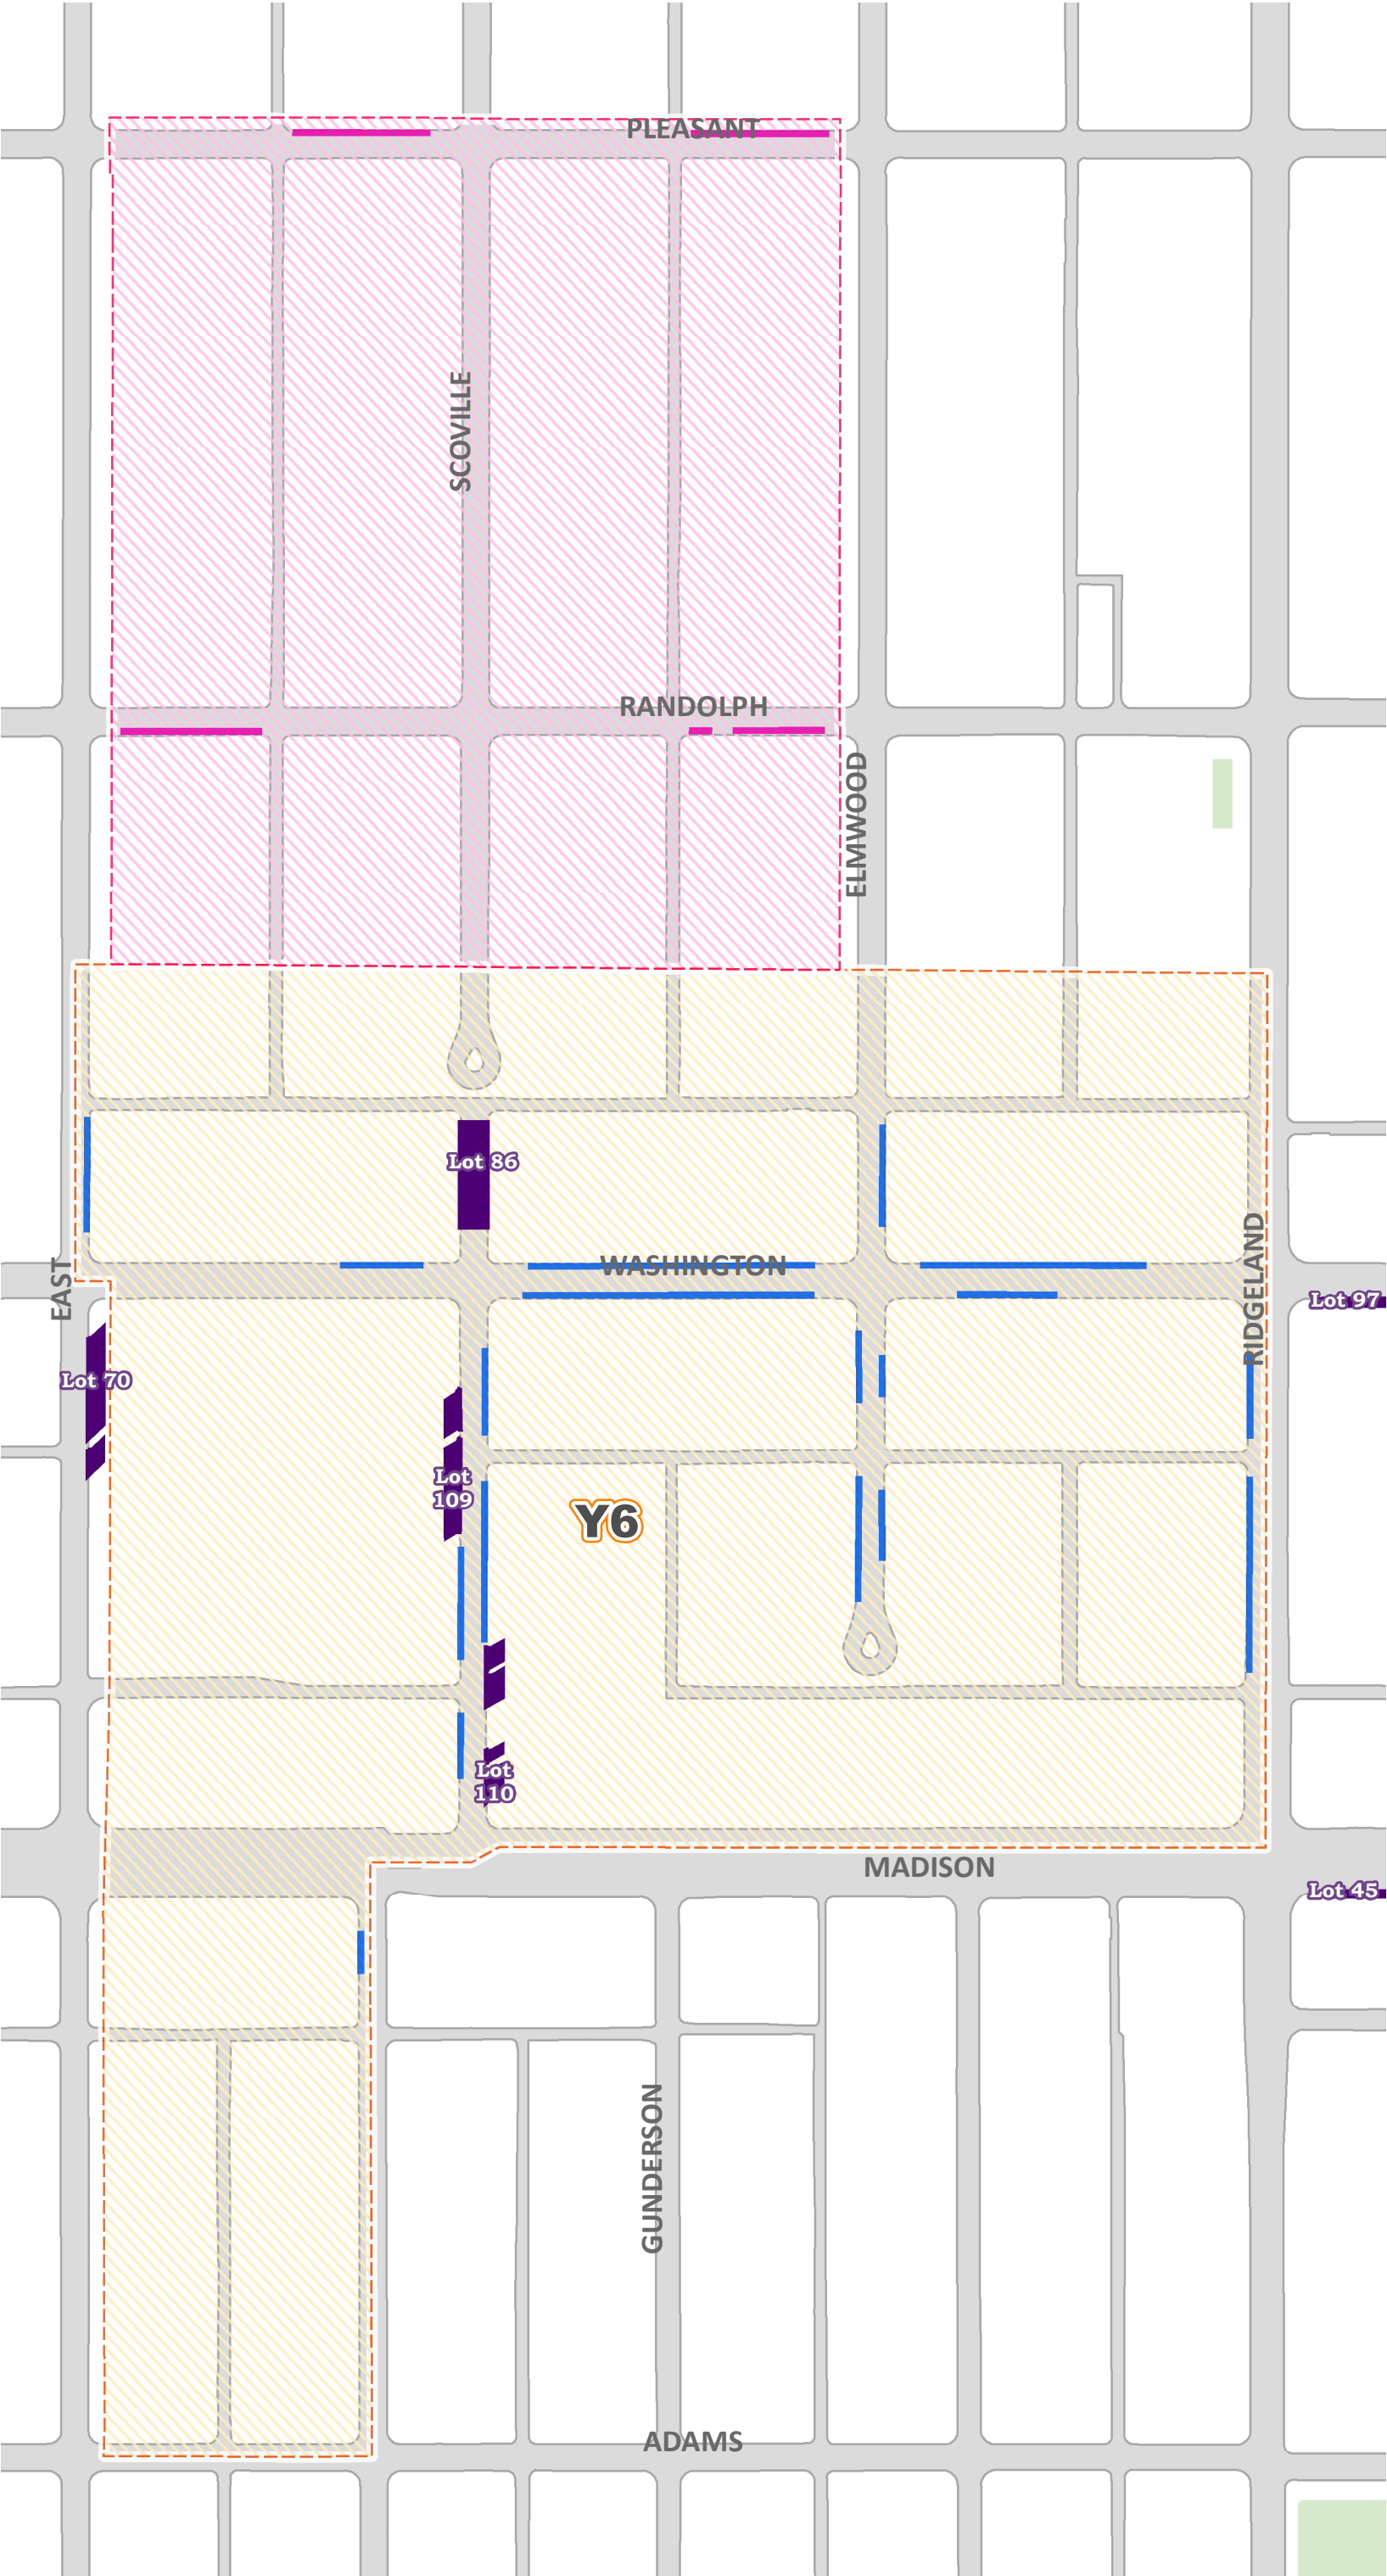 PLEASANT
SCOVILLE
RANDOLPH
ELMWOOD
Lot 86
WASHINGTON
EAST
RIDGELAND
Lot 97
Lot 70
Lot
109
Y6
Lot
110
MADISON
Lot 45
GUNDERSON
ADAMS